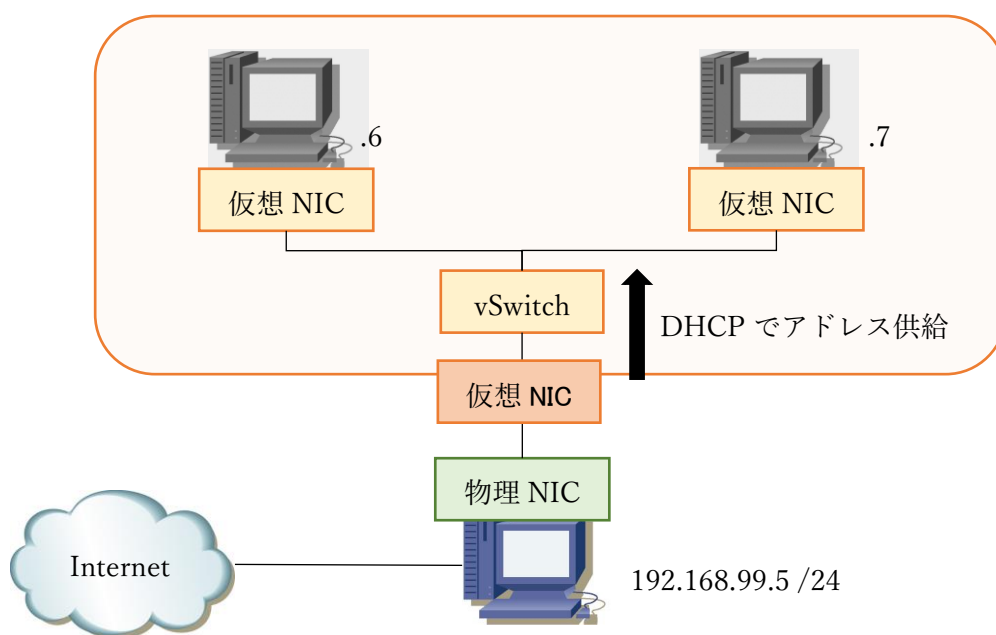 .6
.7
仮想 NIC
仮想 NIC
vSwitch
DHCP でアドレス供給
仮想 NIC
物理 NIC
Internet
192.168.99.5 /24